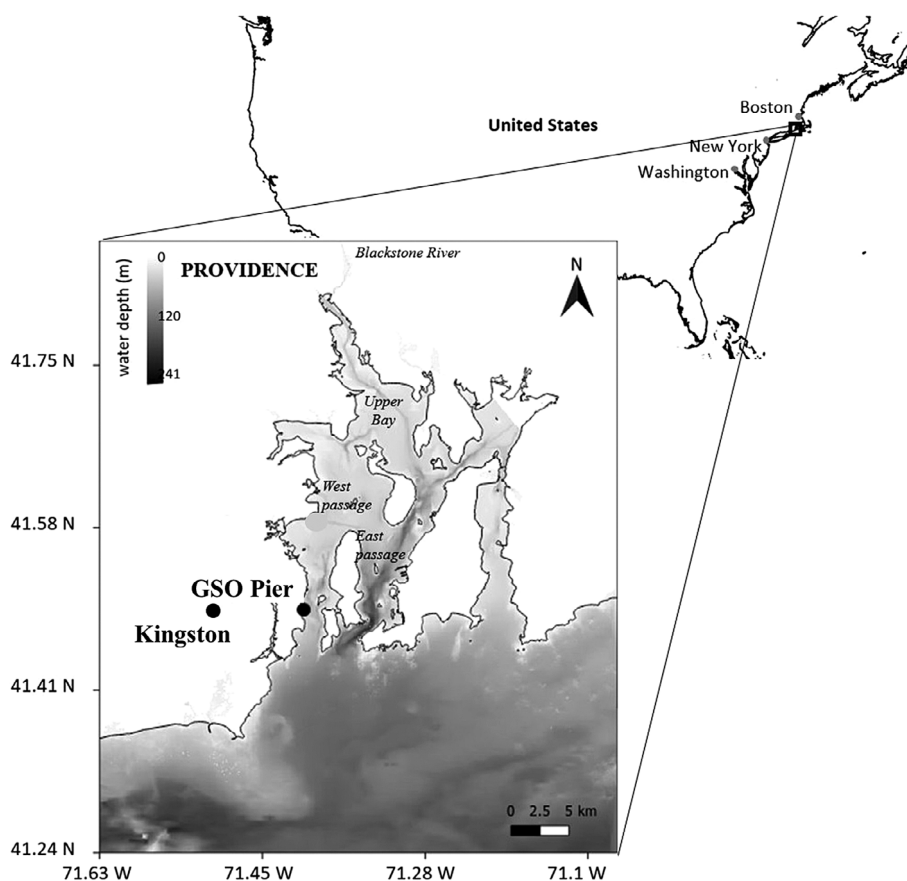 Boston
United States
New York
Washington
Blackstone River
0
PROVIDENCE
water depth (m)
120
241
N
41.75 N
Upper
Bay
West
passage
41.58 N
East
passage
GSO Pier
Kingston
41.41 N
0 2.5 5 km
41.24 N
71.63 W 71.45 W 71.28 W 71.1 W